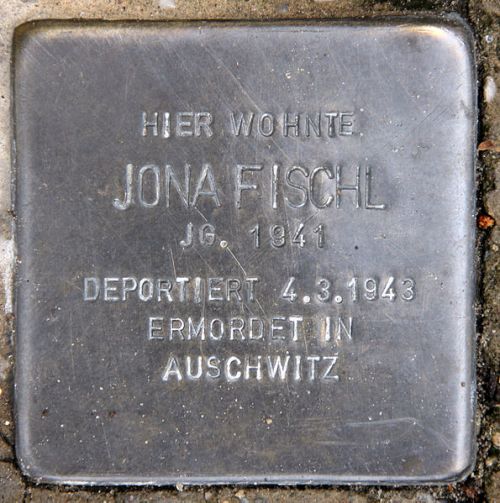 HIER WOHNTE
JONA FISCHL
JG. 1941
DEPORTIERT 4.3.1943
ERMORDET IN
AUSCHWITZ